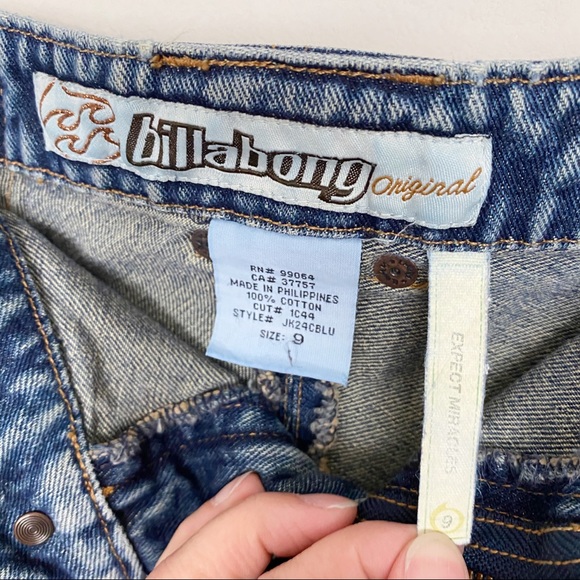 billabong Original
RN# 99064
CA# 37757
MADE IN PHILIPPINES
100% COTTON
CUT# 1C44
STYLE# JK24CBLU
SIZE: 9
EXPECT MIRACLES
9